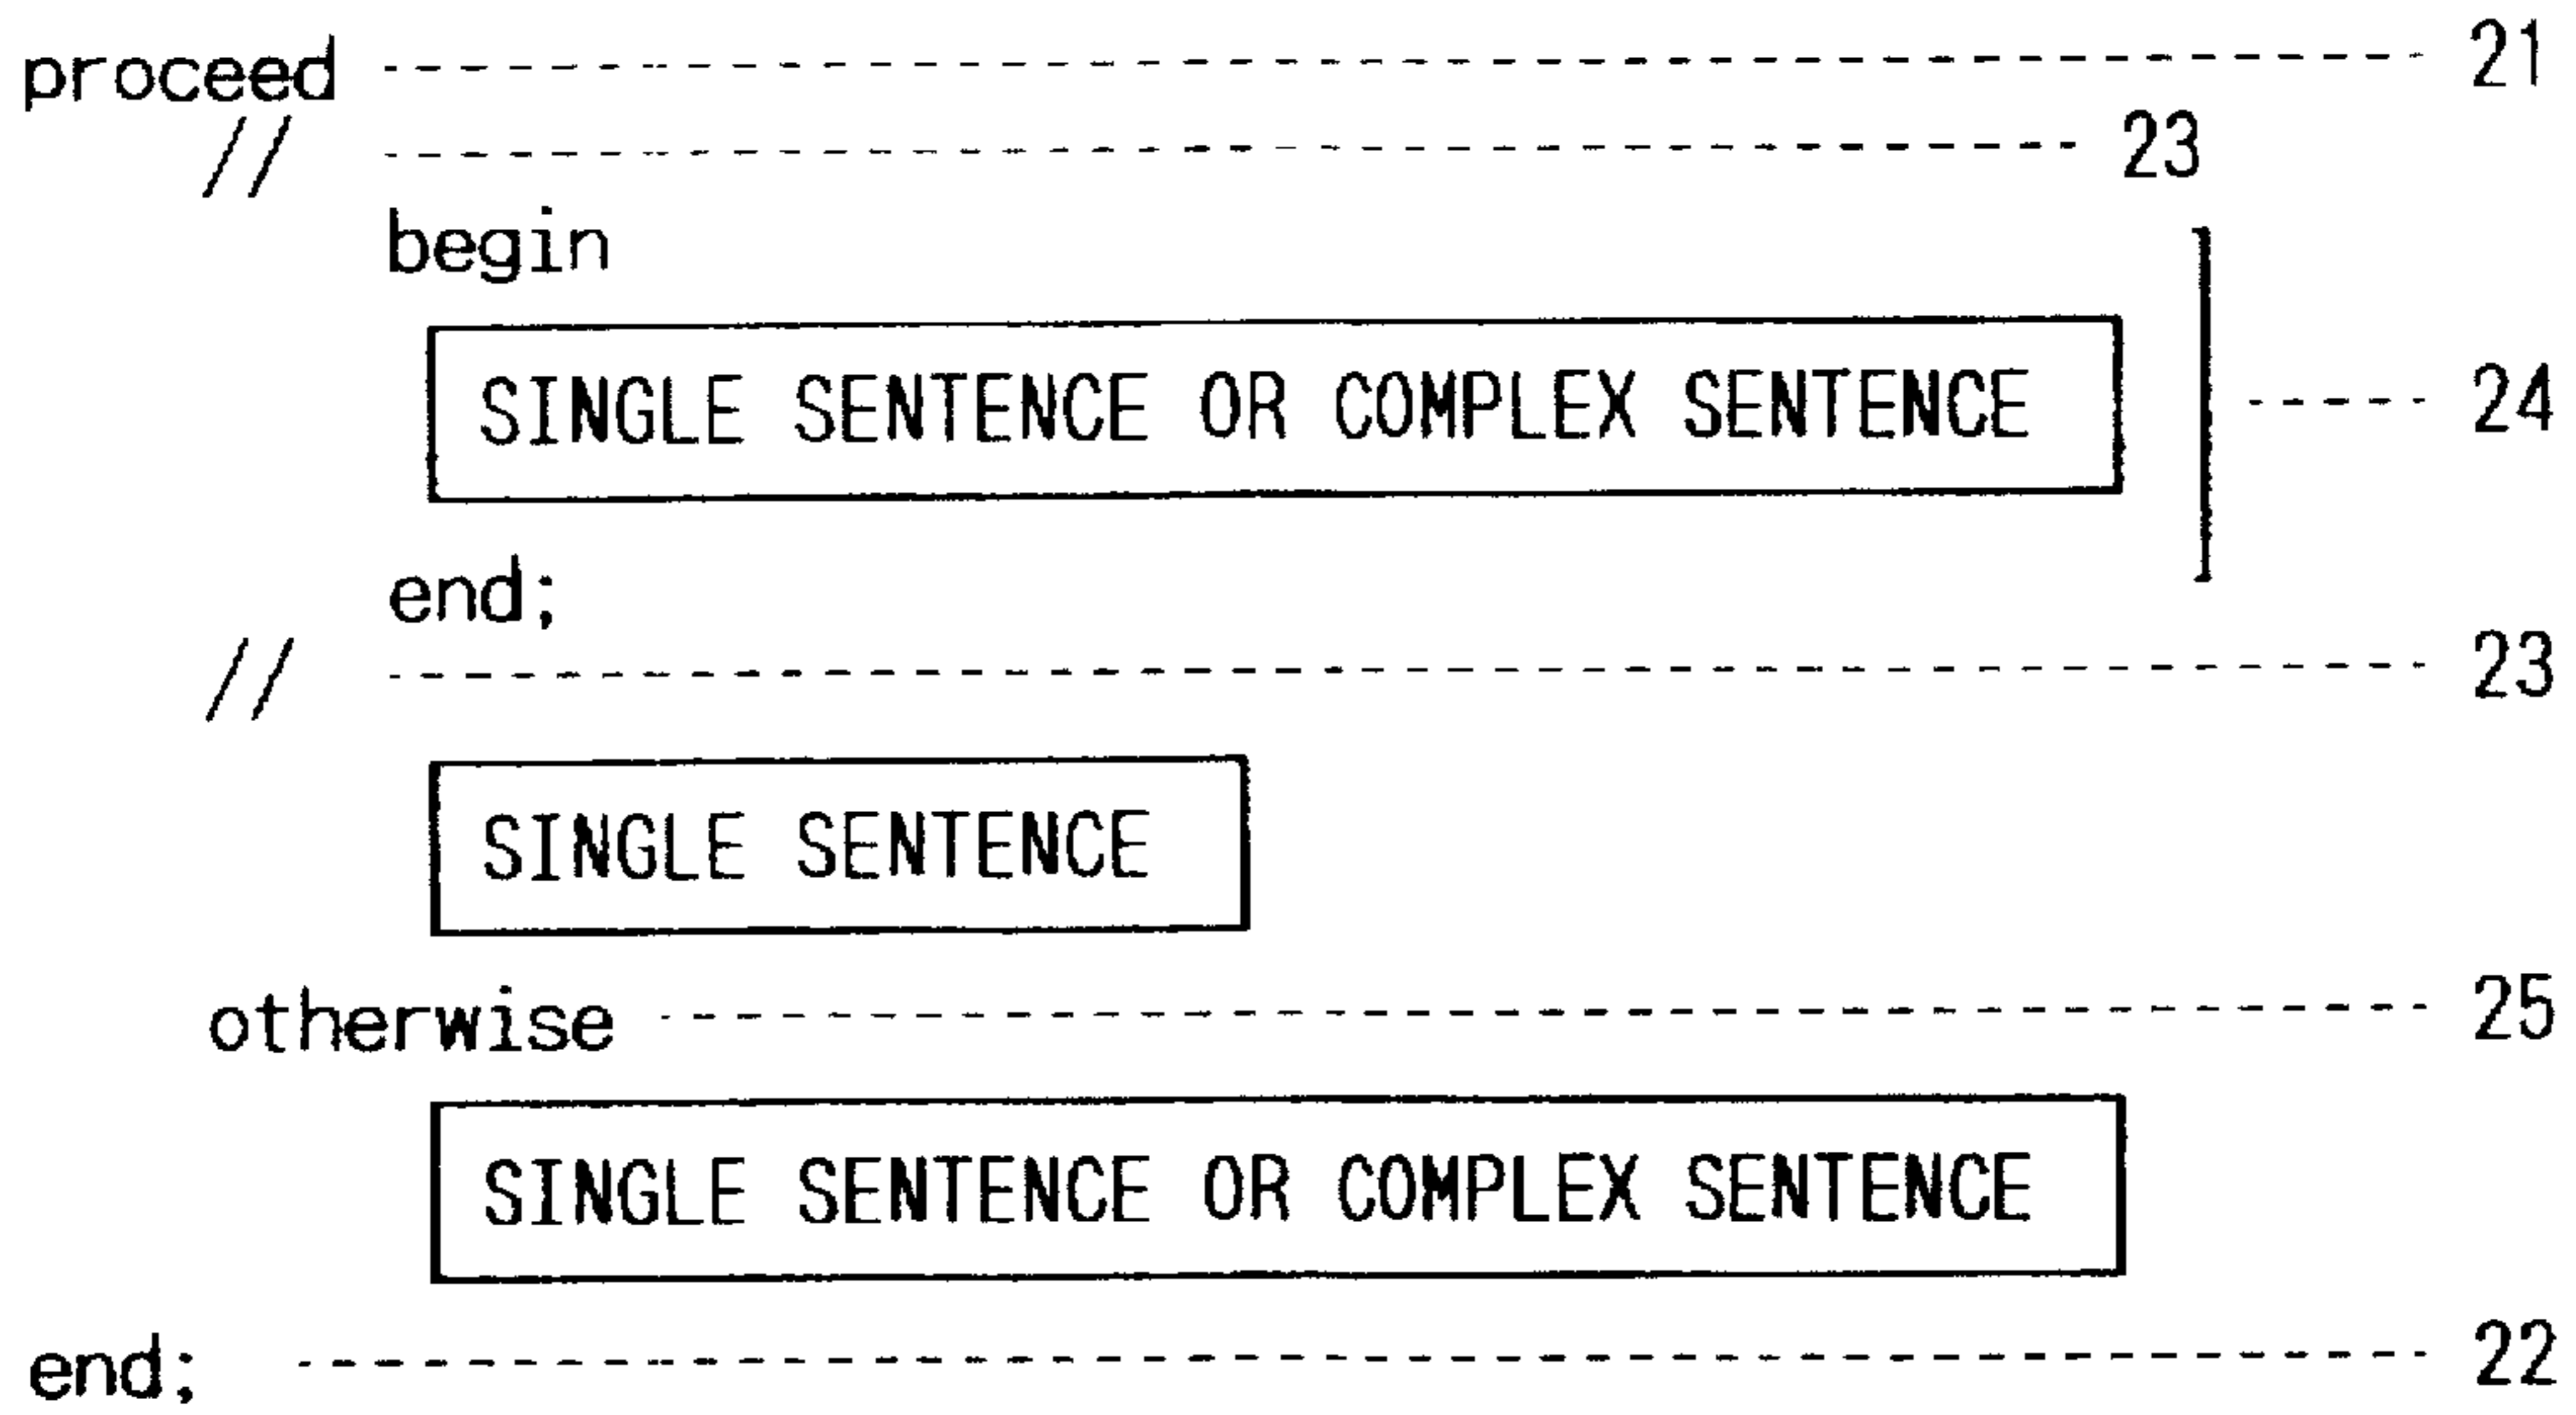 proceed 21
// 23
begin
SINGLE SENTENCE OR COMPLEX SENTENCE 24
end;
// 23
SINGLE SENTENCE
otherwise 25
SINGLE SENTENCE OR COMPLEX SENTENCE
end; 22